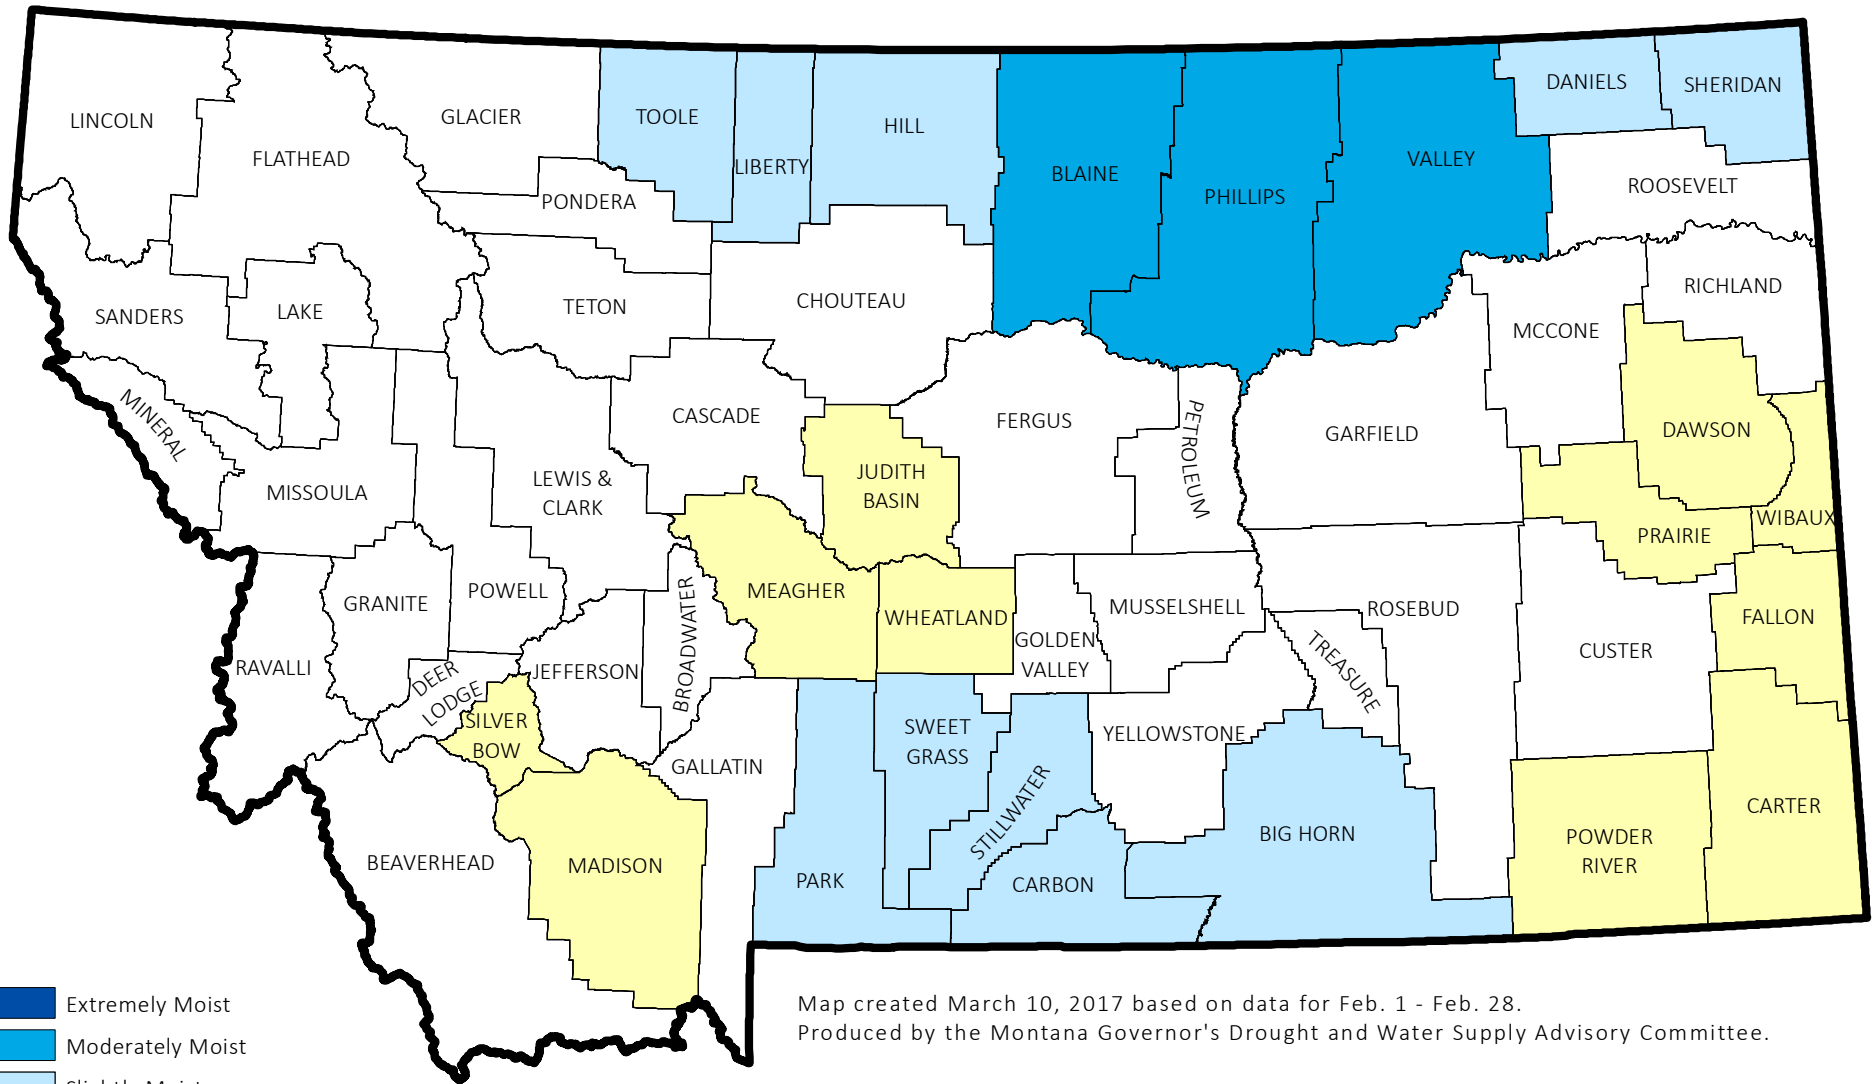 LINCOLN
FLATHEAD
GLACIER
TOOLE
LIBERTY
HILL
BLAINE
PHILLIPS
VALLEY
DANIELS
SHERIDAN
ROOSEVELT
PONDERA
TETON
CHOUTEAU
RICHLAND
MCCONE
SANDERS
LAKE
MINERAL
MISSOULA
CASCADE
LEWIS &
CLARK
JUDITH
BASIN
FERGUS
PETROLEUM
GARFIELD
DAWSON
WIBAUX
PRAIRIE
POWELL
GRANITE
RAVALLI
DEER
LODGE
SILVER
BOW
JEFFERSON
BROADWATER
MEAGHER
WHEATLAND
GOLDEN
VALLEY
MUSSELSHELL
ROSEBUD
TREASURE
CUSTER
FALLON
CARTER
POWDER
RIVER
BIG HORN
YELLOWSTONE
STILLWATER
SWEET
GRASS
CARBON
PARK
GALLATIN
MADISON
BEAVERHEAD
Extremely Moist
Moderately Moist
Slightly Moist
Map created March 10, 2017 based on data for Feb. 1 - Feb. 28.
Produced by the Montana Governor's Drought and Water Supply Advisory Committee.